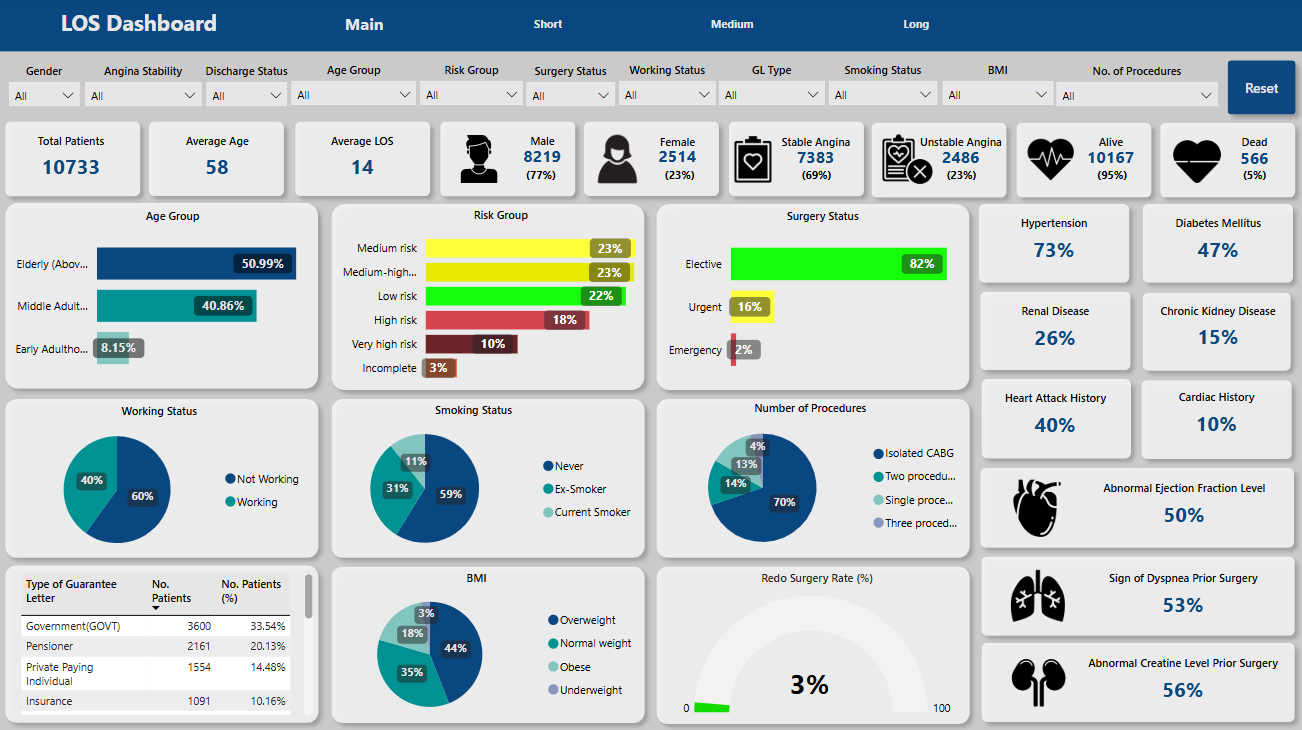 LOS Dashboard
Main
Short
Medium
Long
Gender
Angina Stability
Discharge Status
Age Group
Risk Group
Surgery Status
Working Status
GL Type
Smoking Status
BMI
No. of Procedures
All
All
All
All
All
All
All
All
All
All
All
Reset
Total Patients
10733
Average Age
58
Average LOS
14
Male
8219
(77%)
Female
2514
(23%)
Stable Angina
7383
(69%)
Unstable Angina
2486
(23%)
Alive
10167
(95%)
Dead
566
(5%)
Age Group
Elderly (Abov... 50.99%
Middle Adult... 40.86%
Early Adultho... 8.15%
Risk Group
Medium risk 23%
Medium-high... 23%
Low risk 22%
High risk 18%
Very high risk 10%
Incomplete 3%
Surgery Status
Elective 82%
Urgent 16%
Emergency 2%
Hypertension
73%
Diabetes Mellitus
47%
Renal Disease
26%
Chronic Kidney Disease
15%
Heart Attack History
40%
Cardiac History
10%
Working Status
40%
60%
Not Working
Working
Smoking Status
11%
31%
59%
Never
Ex-Smoker
Current Smoker
Number of Procedures
4%
13%
14%
70%
Isolated CABG
Two procedu...
Single proce...
Three proced...
Abnormal Ejection Fraction Level
50%
Sign of Dyspnea Prior Surgery
53%
Abnormal Creatine Level Prior Surgery
56%
Type of Guarantee Letter
No. Patients
No. Patients (%)
Government(GOVT) 3600 33.54%
Pensioner 2161 20.13%
Private Paying Individual 1554 14.48%
Insurance 1091 10.16%
BMI
3%
18%
44%
35%
Overweight
Normal weight
Obese
Underweight
Redo Surgery Rate (%)
3%
0
100